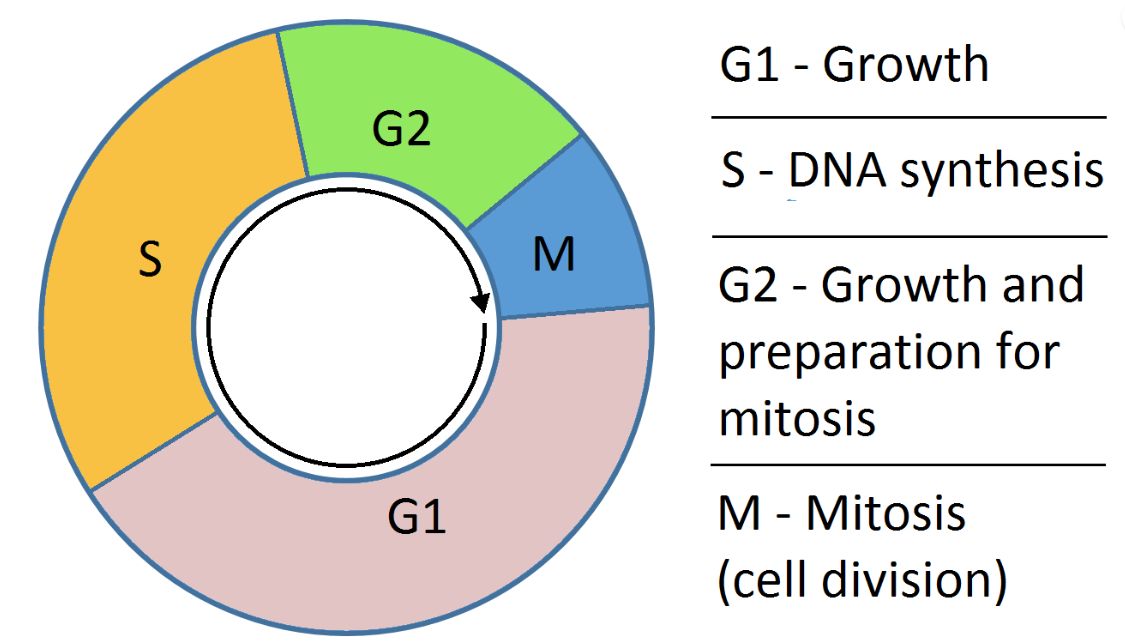 G2
S
M
G1
G1 - Growth
S - DNA synthesis
G2 - Growth and
preparation for
mitosis
M - Mitosis
(cell division)